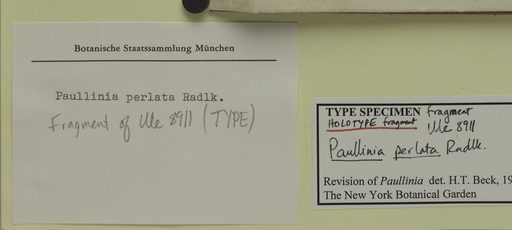 Botanische Staatssammlung München
Paullinia perlata Radlk.
Fragment of Ule 8911 (TYPE)
TYPE SPECIMEN fragment
HOLOTYPE fragment Ule 8911
Paullinia perlata Radlk.
Revision of Paullinia det. H.T. Beck, 19
The New York Botanical Garden